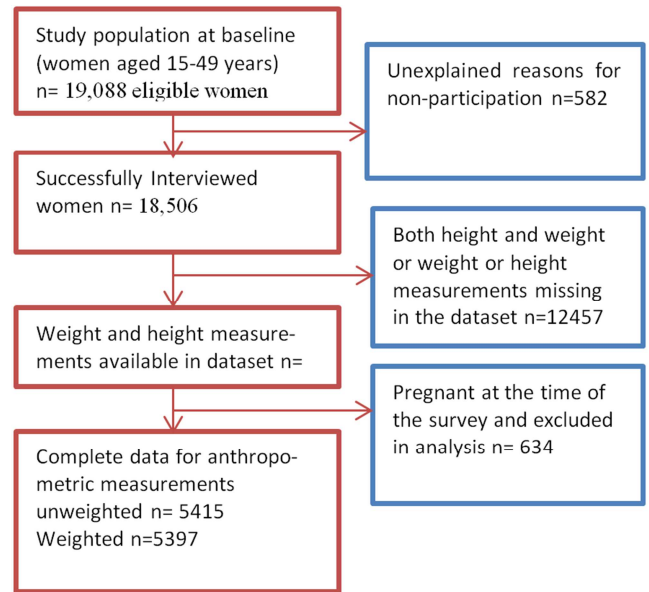 Study population at baseline
(women aged 15-49 years)
n= 19,088 eligible women
Unexplained reasons for
non-participation n=582
Successfully Interviewed
women n= 18,506
Both height and weight
or weight or height
measurements missing
in the dataset n=12457
Weight and height measure-
ments available in dataset n=
Pregnant at the time of
the survey and excluded
in analysis n= 634
Complete data for anthropo-
metric measurements
unweighted n= 5415
Weighted n=5397